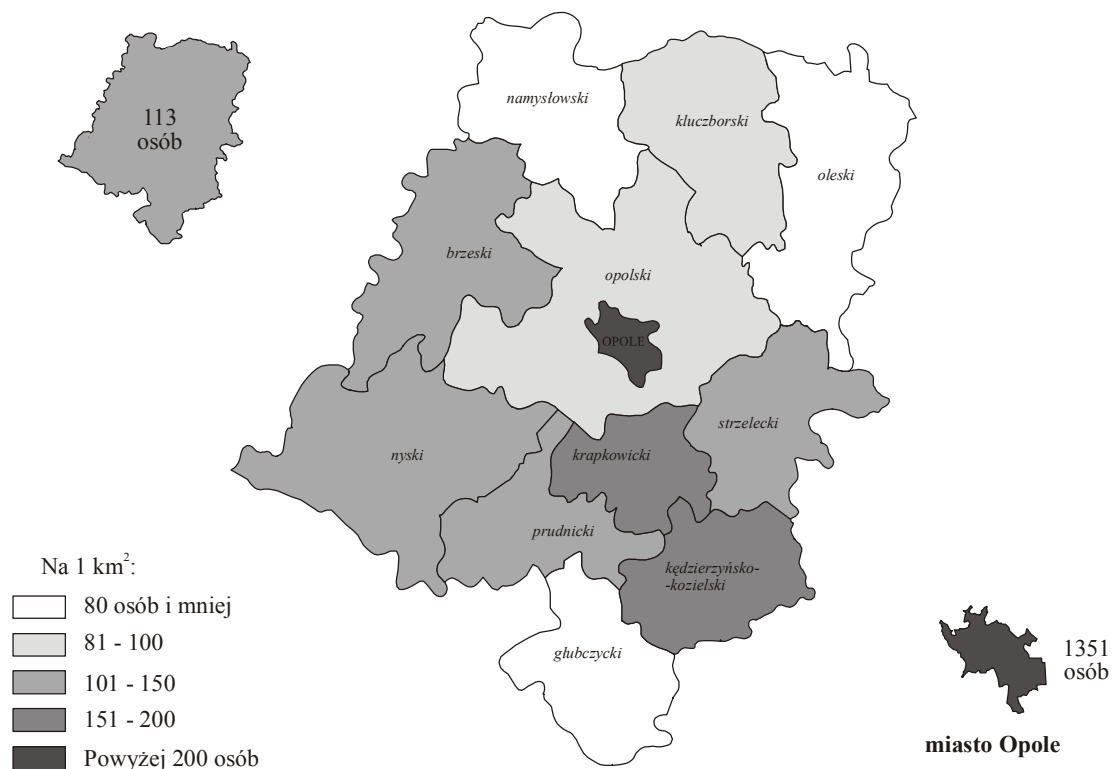 113
osób
namysłowski
kluczborski
oleski
brzeski
opolski
OPOLE
strzelecki
nyski
krapkowicki
prudnicki
kędzierzyńsko-
-kozielski
głubczycki
Na 1 km²:
80 osób i mniej
81 - 100
101 - 150
151 - 200
Powyżej 200 osób
1351
osób
miasto Opole